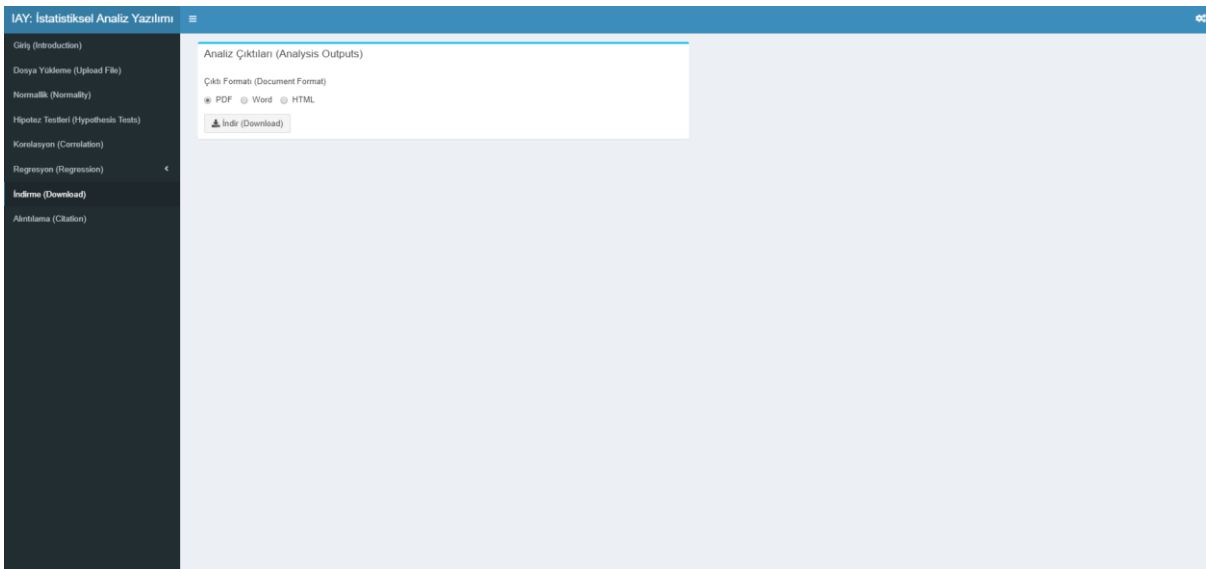 IAY: İstatistiksel Analiz Yazılımı
Giriş (Introduction)
Dosya Yükleme (Upload File)
Normallik (Normality)
Hipotez Testleri (Hypothesis Tests)
Korelasyon (Correlation)
Regresyon (Regression)
İndirme (Download)
Alıntılama (Citation)
Analiz Çıktıları (Analysis Outputs)
Çıktı Formatı (Document Format)
PDF Word HTML
İndir (Download)